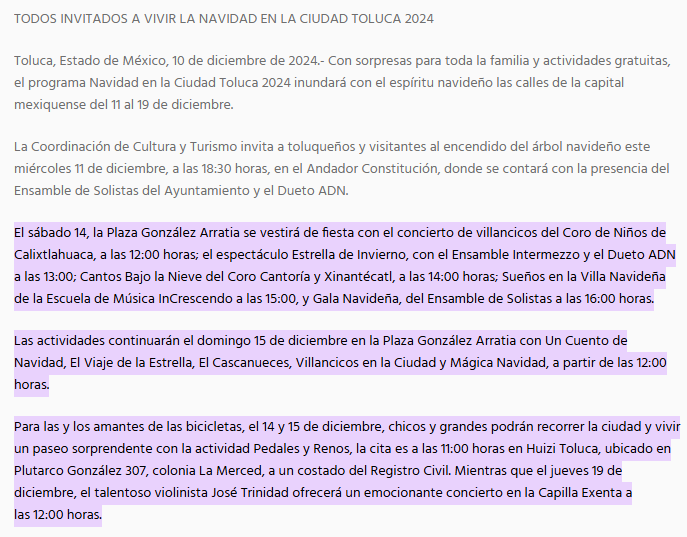 TODOS INVITADOS A VIVIR LA NAVIDAD EN LA CIUDAD TOLUCA 2024
Toluca, Estado de México, 10 de diciembre de 2024.- Con sorpresas para toda la familia y actividades gratuitas,
el programa Navidad en la Ciudad Toluca 2024 inundará con el espíritu navideño las calles de la capital
mexiquense del 11 al 19 de diciembre.
La Coordinación de Cultura y Turismo invita a toluqueños y visitantes al encendido del árbol navideño este
miércoles 11 de diciembre, a las 18:30 horas, en el Andador Constitución, donde se contará con la presencia del
Ensamble de Solistas del Ayuntamiento y el Dueto ADN.
El sábado 14, la Plaza González Arratia se vestirá de fiesta con el concierto de villancicos del Coro de Niños de
Calixtlahuaca, a las 12:00 horas; el espectáculo Estrella de Invierno, con el Ensamble Intermezzo y el Dueto ADN
a las 13:00; Cantos Bajo la Nieve del Coro Cantoría y Xinantécatl, a las 14:00 horas; Sueños en la Villa Navideña
de la Escuela de Música InCrescendo a las 15:00, y Gala Navideña, del Ensamble de Solistas a las 16:00 horas.
Las actividades continuarán el domingo 15 de diciembre en la Plaza González Arratia con Un Cuento de
Navidad, El Viaje de la Estrella, El Cascanueces, Villancicos en la Ciudad y Mágica Navidad, a partir de las 12:00
horas.
Para las y los amantes de las bicicletas, el 14 y 15 de diciembre, chicos y grandes podrán recorrer la ciudad y vivir
un paseo sorprendente con la actividad Pedales y Renos, la cita es a las 11:00 horas en Huizi Toluca, ubicado en
Plutarco González 307, colonia La Merced, a un costado del Registro Civil. Mientras que el jueves 19 de
diciembre, el talentoso violinista José Trinidad ofrecerá un emocionante concierto en la Capilla Exenta a
las 12:00 horas.